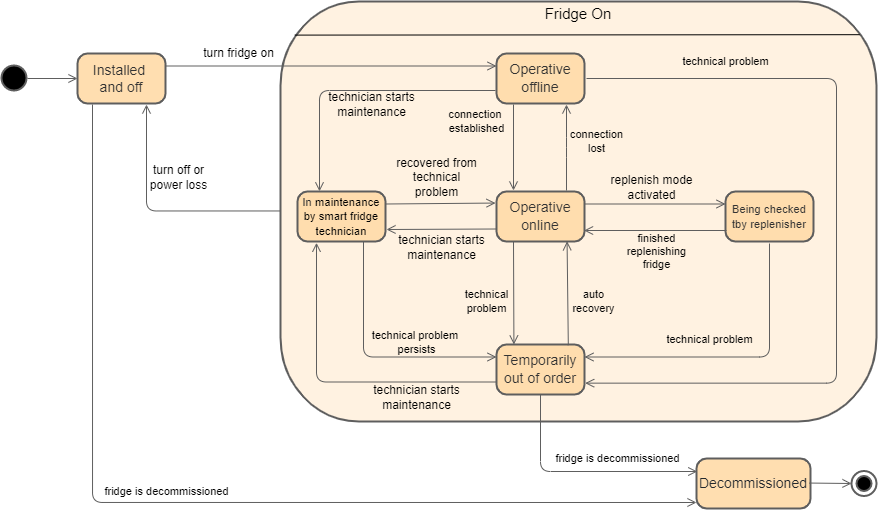 Fridge On
turn fridge on
Installed
and off
Operative
offline
technical problem
technician starts
maintenance
connection
established
connection
lost
turn off or
power loss
recovered from
technical
problem
replenish mode
activated
In maintenance
by smart fridge
technician
Operative
online
Being checked
tby replenisher
technician starts
maintenance
finished
replenishing
fridge
technical
problem
auto
recovery
technical problem
persists
technical problem
Temporarily
out of order
technician starts
maintenance
fridge is decommissioned
Decommissioned
fridge is decommissioned